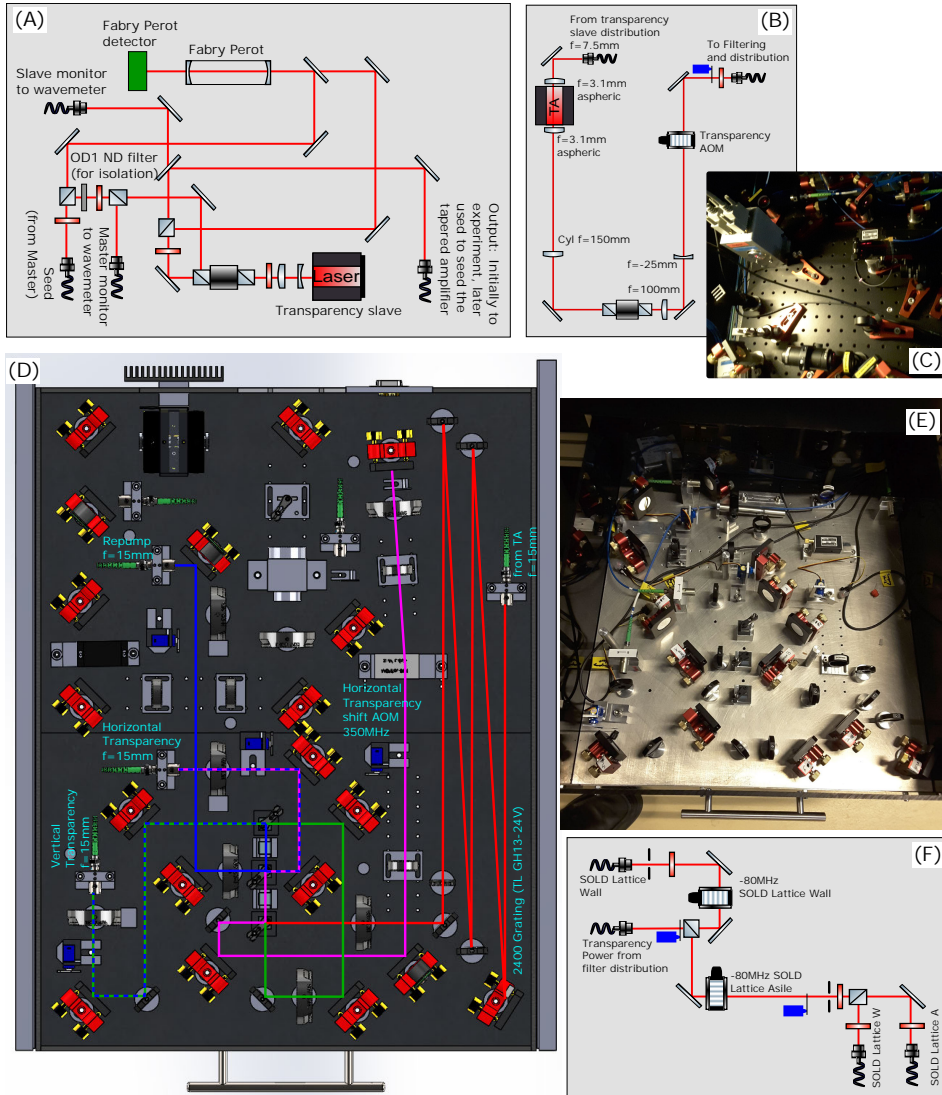 (A)
Fabry Perot
detector
Fabry Perot
Slave monitor
to wavemeter
OD1 ND filter
(for isolation)
Seed
(from Master)
Master monitor
to wavemeter
Laser
Transparency slave
Output: Initially to
experiment, later
used to seed the
tapered amplifier
(B)
From transparency
slave distribution
f=7.5mm
To Filtering
and distribution
f=3.1mm
aspheric
TA
f=3.1mm
aspheric
Transparency
AOM
Cyl f=150mm
f=-25mm
f=100mm
(C)
(D)
Repump
f=15mm
from TA
f=15mm
Horizontal
Transparency
shift AOM
350MHz
Horizontal
Transparency
f=15mm
Vertical
Transparency
f=15mm
2400 Grating (TL GH13-24V)
(E)
(F)
SOLD Lattice
Wall
-80MHz
SOLD Lattice Wall
Transparency
Power from
filter distribution
-80MHz SOLD
Lattice Asile
SOLD Lattice W
SOLD Lattice A